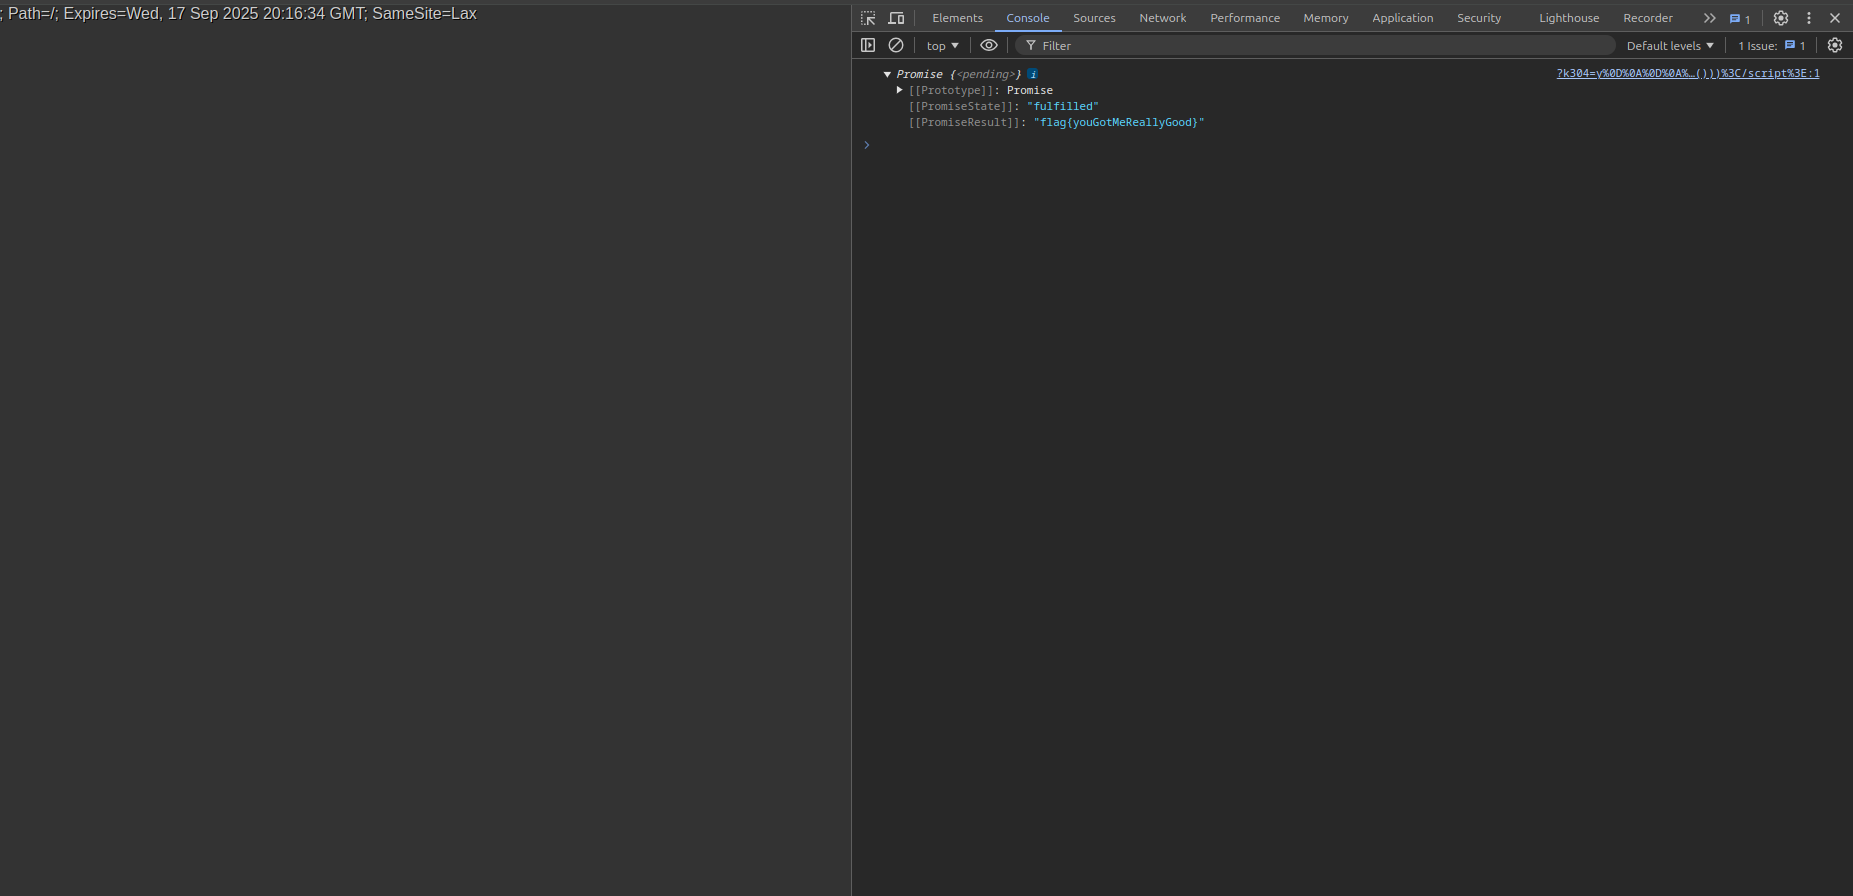 ; Path=/; Expires=Wed, 17 Sep 2025 20:16:34 GMT; SameSite=Lax
Elements Console Sources Network Performance Memory Application Security Lighthouse Recorder 1
top Filter Default levels 1 Issue: 1
Promise {<pending>} i ?k304=y%0D%0A%0D%0A%…()))%3C/script%3E:1
[[Prototype]]: Promise
[[PromiseState]]: "fulfilled"
[[PromiseResult]]: "flag{youGotMeReallyGood}"